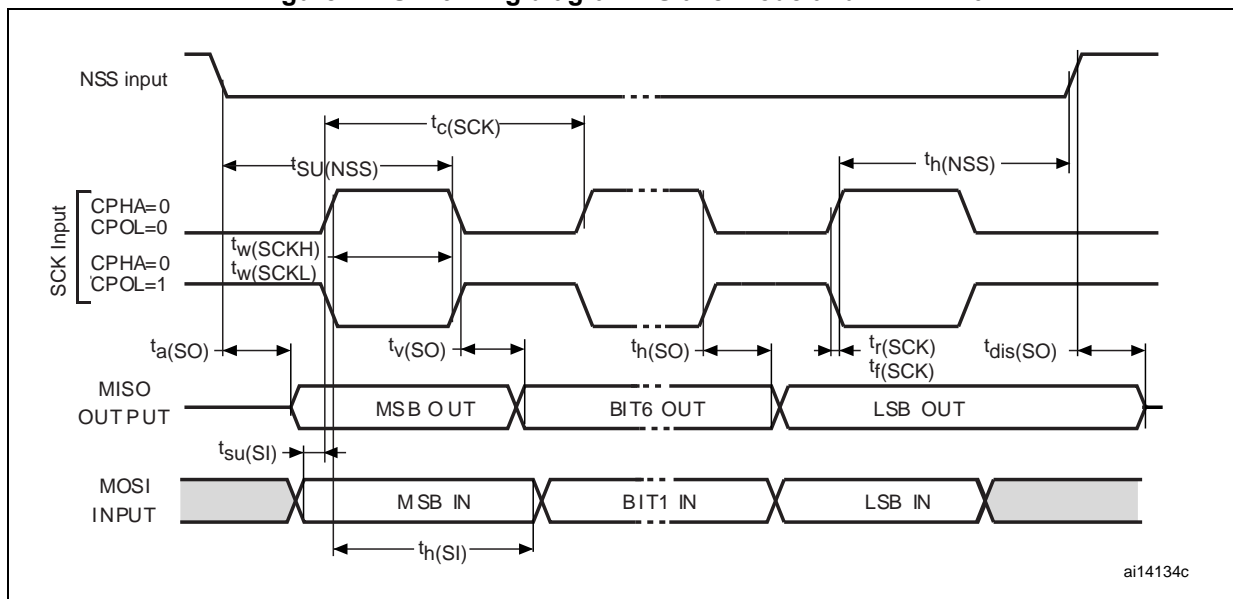 NSS input
tc(SCK)
tSU(NSS)
th(NSS)
SCK Input
CPHA=0
CPOL=0
tw(SCKH)
CPHA=0
tw(SCKL)
CPOL=1
ta(SO)
tv(SO)
th(SO)
tr(SCK)
tf(SCK)
tdis(SO)
MISO
OUTPUT
MSB OUT
BIT6 OUT
LSB OUT
tsu(SI)
MOSI
INPUT
MSB IN
BIT1 IN
LSB IN
th(SI)
ai14134c